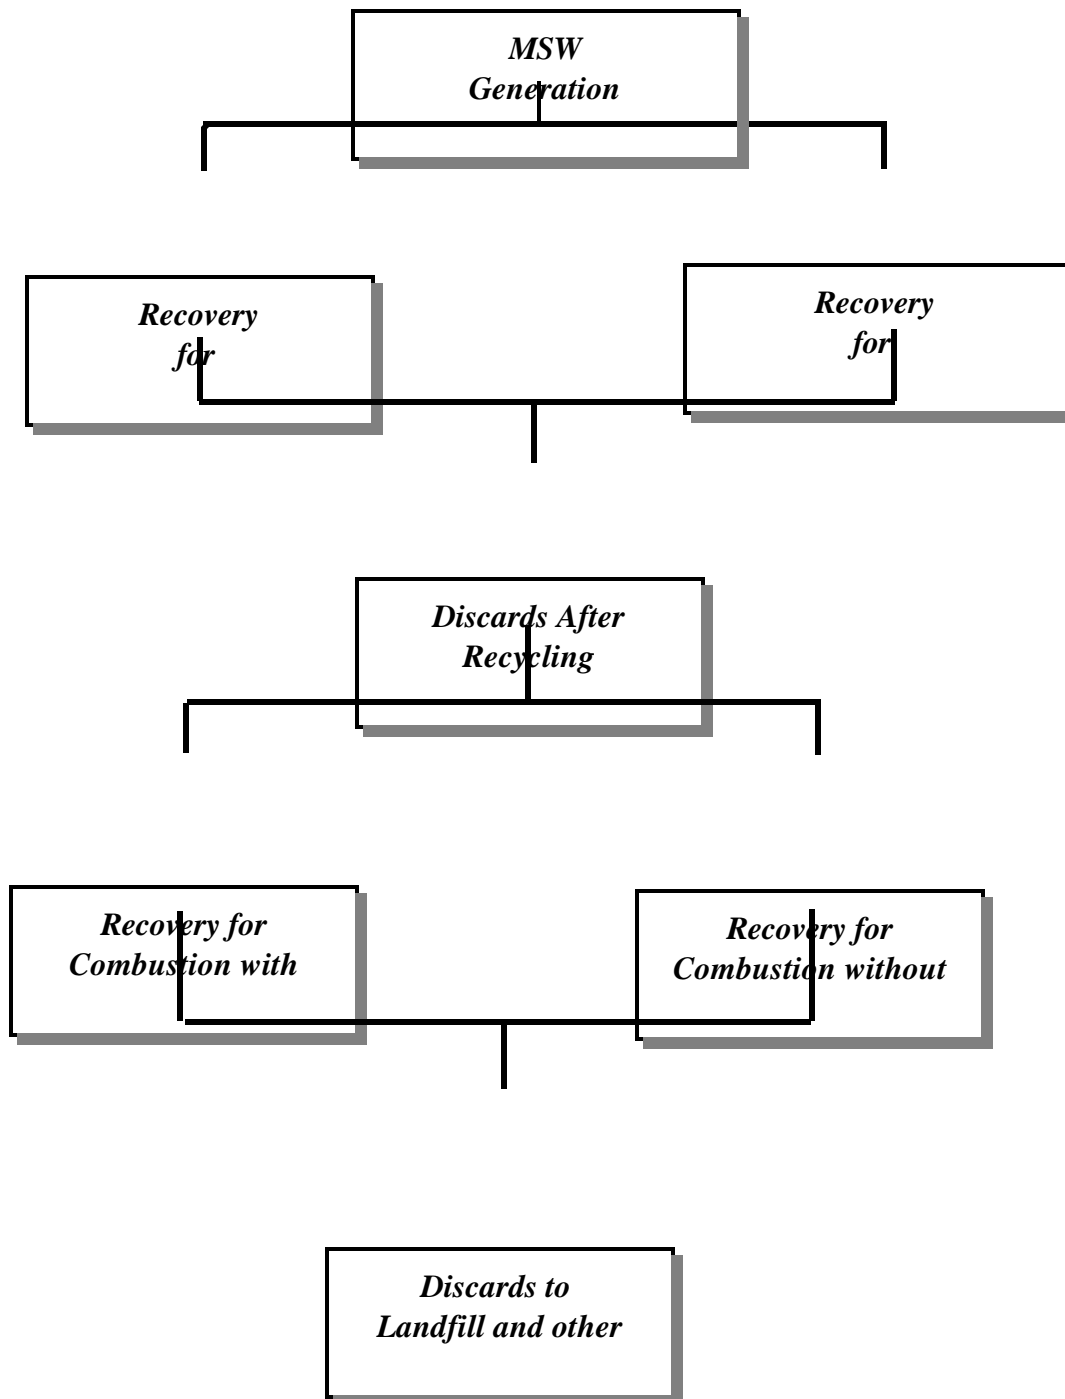 MSW
Generation
Recovery
for
Recovery
for
Discards After
Recycling
Recovery for
Combustion with
Recovery for
Combustion without
Discards to
Landfill and other